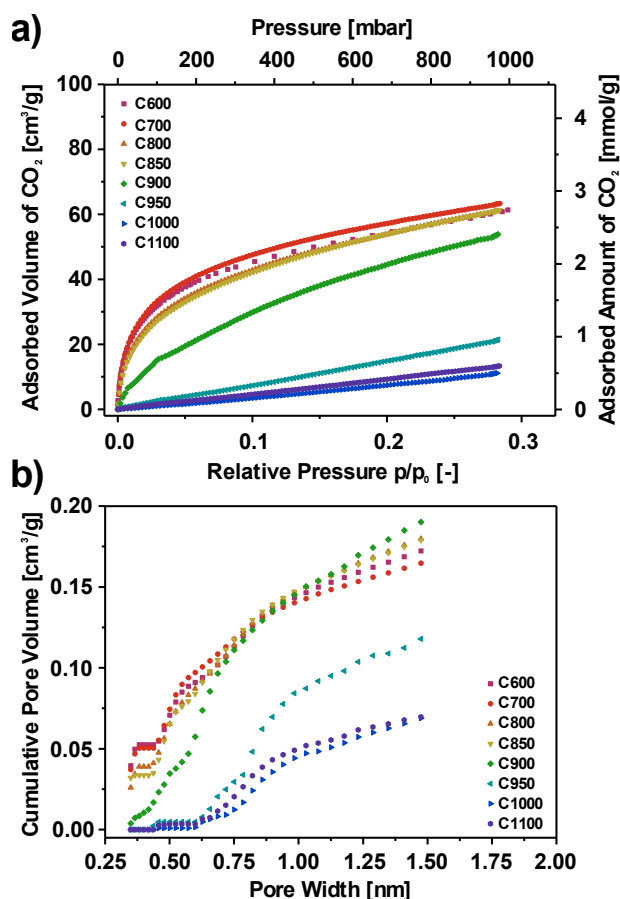 a)
Pressure [mbar]
0 200 400 600 800 1000
Adsorbed Volume of CO₂ [cm³/g]
100
80
60
40
20
0
C600
C700
C800
C850
C900
C950
C1000
C1100
4
3
2
1
0
Adsorbed Amount of CO₂ [mmol/g]
0.0 0.1 0.2 0.3
Relative Pressure p/p₀ [-]
b)
Cumulative Pore Volume [cm³/g]
0.20
0.15
0.10
0.05
0.00
C600
C700
C800
C850
C900
C950
C1000
C1100
0.25 0.50 0.75 1.00 1.25 1.50 1.75 2.00
Pore Width [nm]